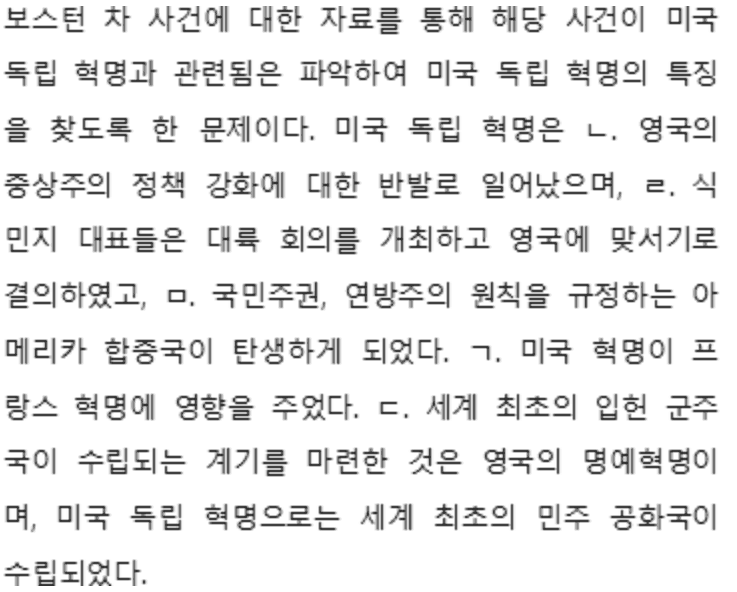 보스턴 차 사건에 대한 자료를 통해 해당 사건이 미국
독립 혁명과 관련됨은 파악하여 미국 독립 혁명의 특징
을 찾도록 한 문제이다. 미국 독립 혁명은 ㄴ. 영국의
중상주의 정책 강화에 대한 반발로 일어났으며, ㄹ. 식
민지 대표들은 대륙 회의를 개최하고 영국에 맞서기로
결의하였고, ㅁ. 국민주권, 연방주의 원칙을 규정하는 아
메리카 합중국이 탄생하게 되었다. ㄱ. 미국 혁명이 프
랑스 혁명에 영향을 주었다. ㄷ. 세계 최초의 입헌 군주
국이 수립되는 계기를 마련한 것은 영국의 명예혁명이
며, 미국 독립 혁명으로는 세계 최초의 민주 공화국이
수립되었다.